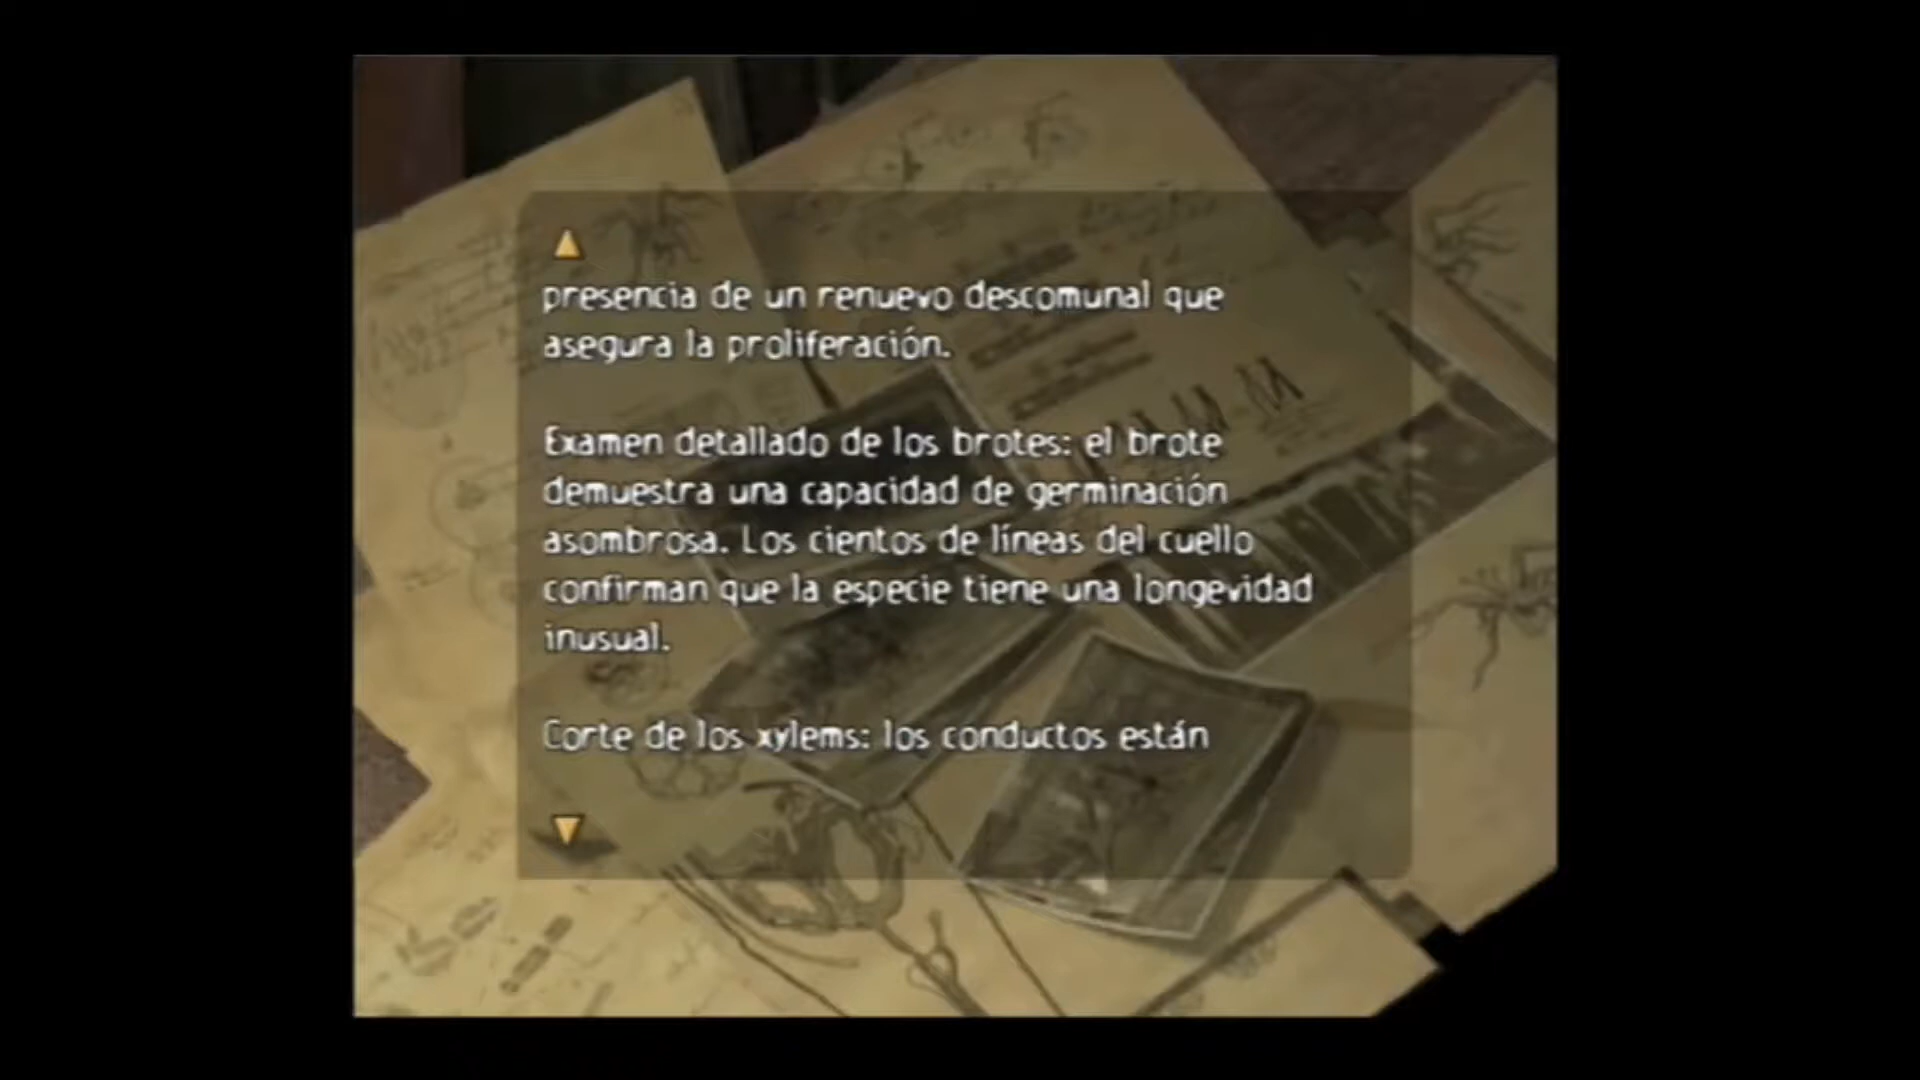 presencia de un renuevo descomunal que
asegura la proliferación.
Examen detallado de los brotes: el brote
demuestra una capacidad de germinación
asombrosa. Los cientos de líneas del cuello
confirman que la especie tiene una longevidad
inusual.
Corte de los xylems: los conductos están